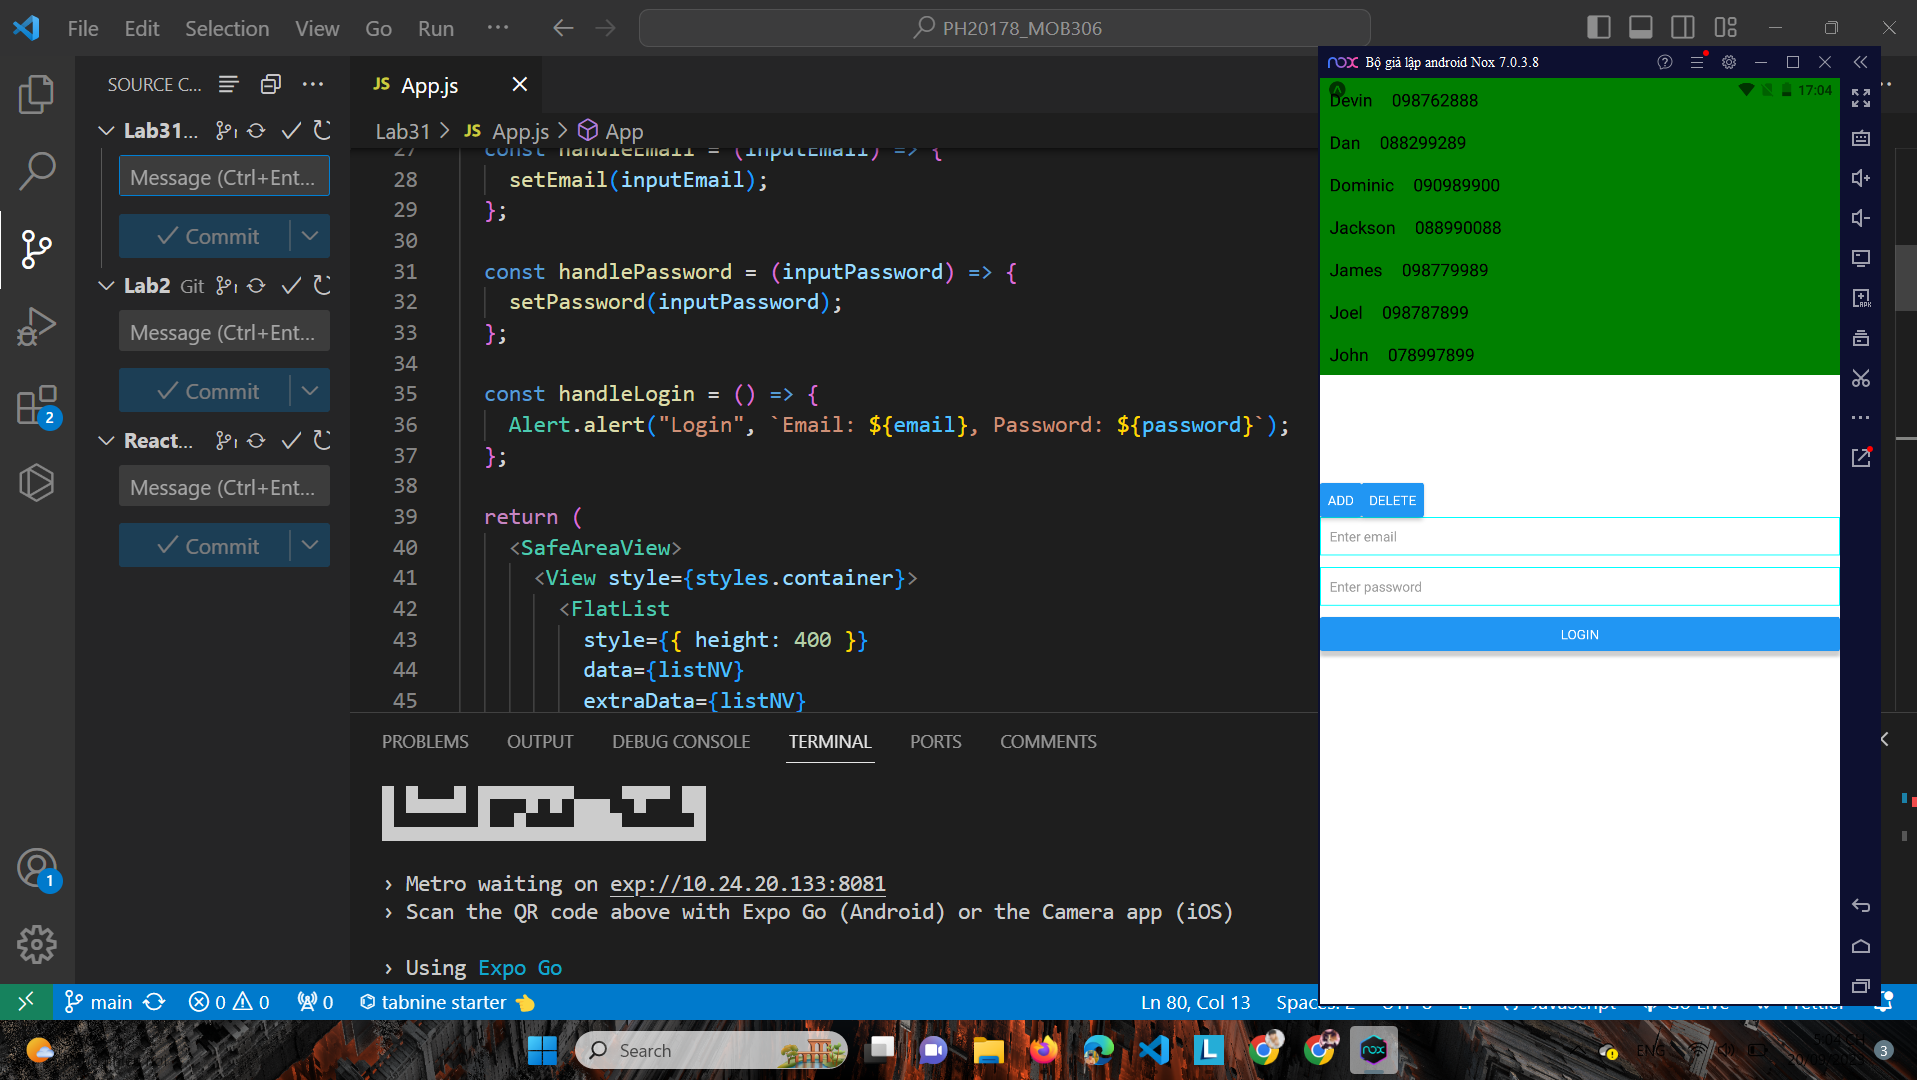 File Edit Selection View Go Run ···
PH20178_MOB306
SOURCE C...
Lab31...
Message (Ctrl+Ent...
Commit
Lab2 Git
Message (Ctrl+Ent...
Commit
React...
Message (Ctrl+Ent...
Commit
2
1
JS App.js
Lab31 > JS App.js > App
27 const handleEmail = (inputEmail) => {
28 setEmail(inputEmail);
29 };
30
31 const handlePassword = (inputPassword) => {
32 setPassword(inputPassword);
33 };
34
35 const handleLogin = () => {
36 Alert.alert("Login", `Email: ${email}, Password: ${password}`);
37 };
38
39 return (
40 <SafeAreaView>
41 <View style={styles.container}>
42 <FlatList
43 style={{ height: 400 }}
44 data={listNV}
45 extraData={listNV}
PROBLEMS OUTPUT DEBUG CONSOLE TERMINAL PORTS COMMENTS
› Metro waiting on exp://10.24.20.133:8081
› Scan the QR code above with Expo Go (Android) or the Camera app (iOS)
› Using Expo Go
main 0 0 0 tabnine starter
Ln 80, Col 13
nox Bộ giả lập android Nox 7.0.3.8
17:04
Devin 098762888
Dan 088299289
Dominic 090989900
Jackson 088990088
James 098779989
Joel 098787899
John 078997899
ADD DELETE
Enter email
Enter password
LOGIN
Search
L
nox
ENG
3